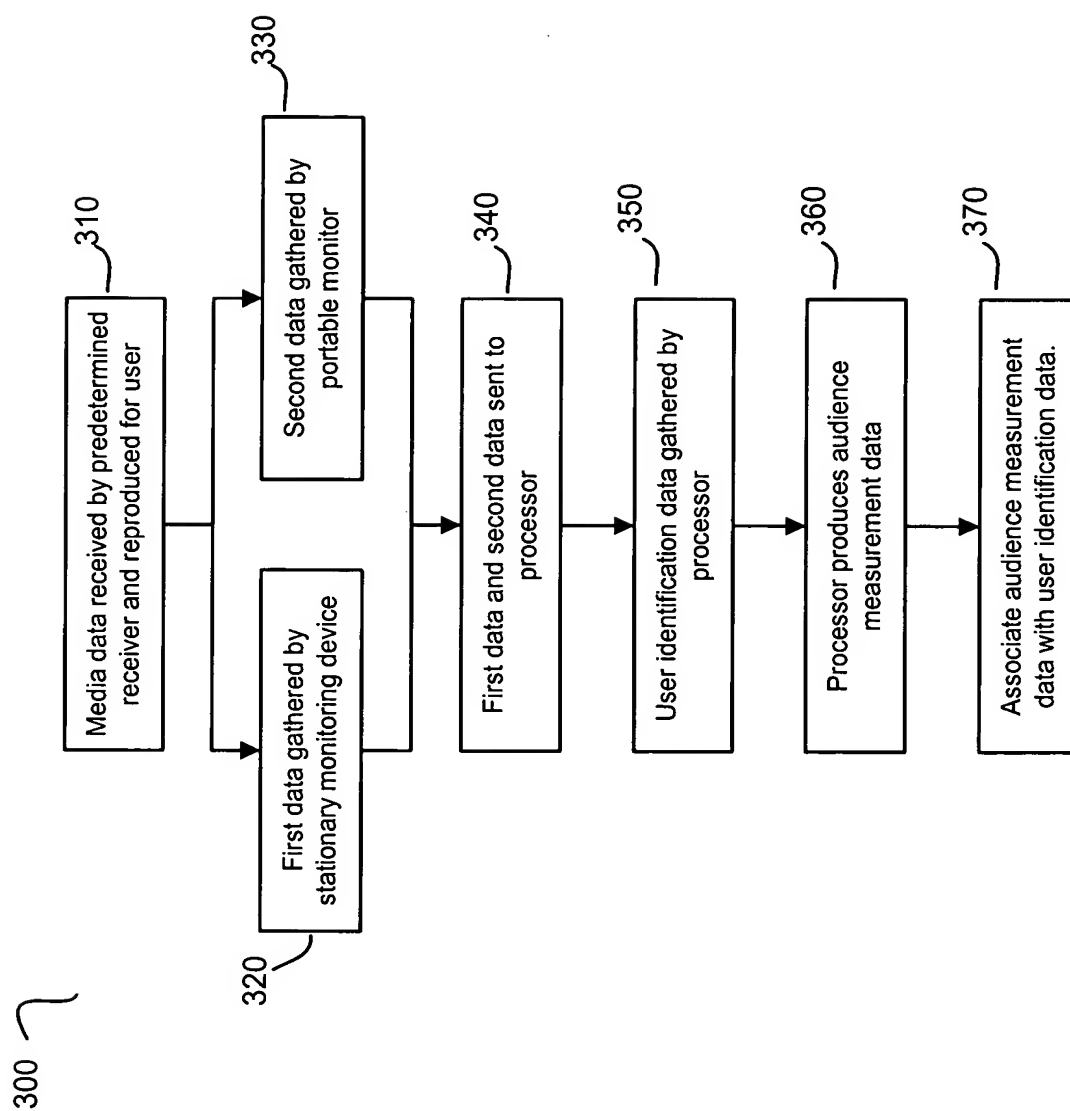 300
Media data received by predetermined
receiver and reproduced for user
310
First data gathered by
stationary monitoring device
320
Second data gathered by
portable monitor
330
First data and second data sent to
processor
340
User identification data gathered by
processor
350
Processor produces audience
measurement data
360
Associate audience measurement
data with user identification data.
370